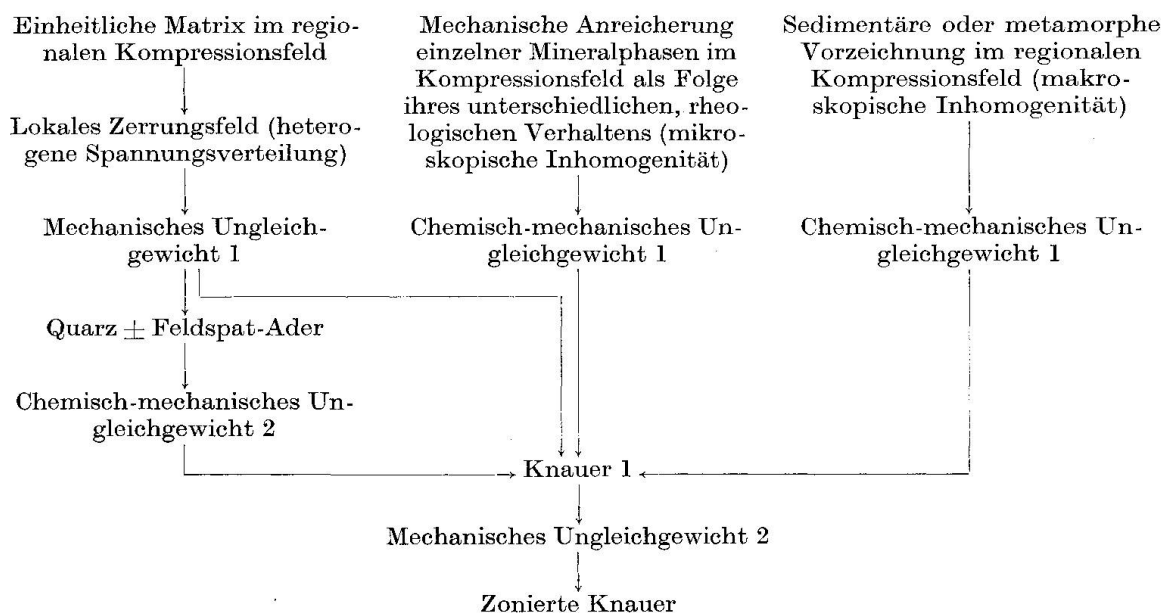 Einheitliche Matrix im regio-
nalen Kompressionsfeld
Lokales Zerrungsfeld (hetero-
gene Spannungsverteilung)
Mechanisches Ungleich-
gewicht 1
Quarz ± Feldspat-Ader
Chemisch-mechanisches Un-
gleichgewicht 2
Mechanische Anreicherung
einzelner Mineralphasen im
Kompressionsfeld als Folge
ihres unterschiedlichen, rheo-
logischen Verhaltens (mikro-
skopische Inhomogenität)
Chemisch-mechanisches Un-
gleichgewicht 1
Sedimentäre oder metamorphe
Vorzeichnung im regionalen
Kompressionsfeld (makro-
skopische Inhomogenität)
Chemisch-mechanisches Un-
gleichgewicht 1
Knauer 1
Mechanisches Ungleichgewicht 2
Zonierte Knauer